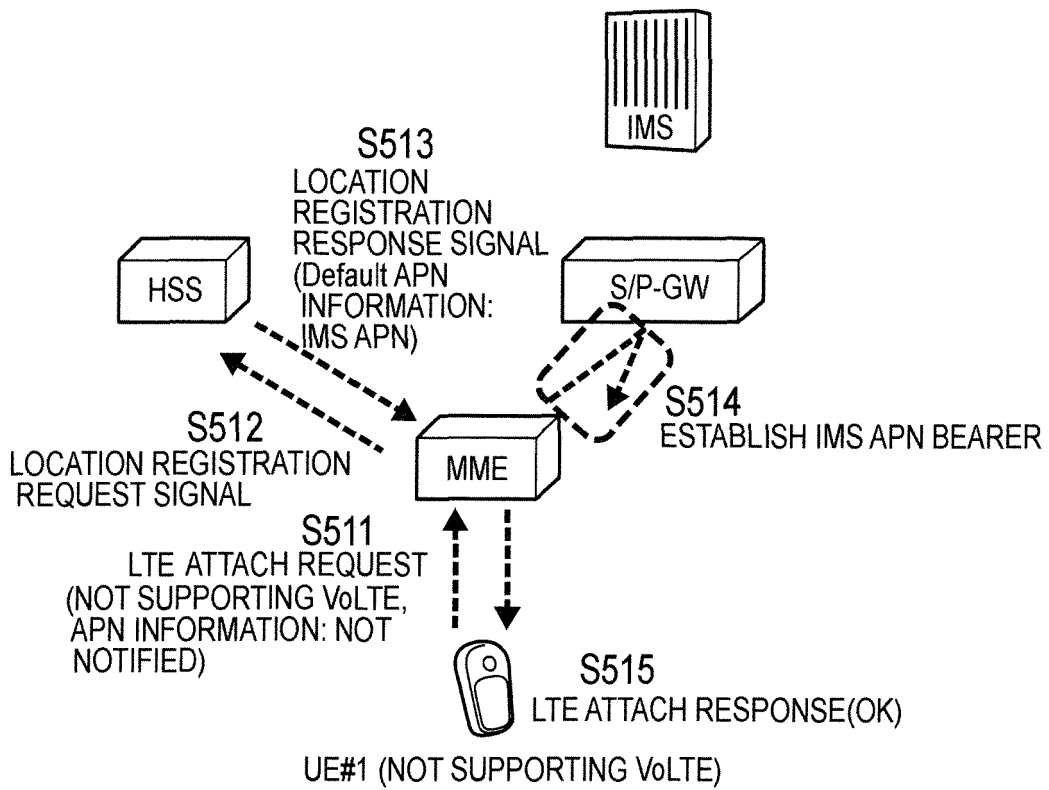 IMS
S513
LOCATION
REGISTRATION
RESPONSE SIGNAL
(Default APN
INFORMATION:
IMS APN)
HSS
S/P-GW
S514
ESTABLISH IMS APN BEARER
S512
LOCATION REGISTRATION
REQUEST SIGNAL
MME
S511
LTE ATTACH REQUEST
(NOT SUPPORTING VoLTE,
APN INFORMATION: NOT
NOTIFIED)
S515
LTE ATTACH RESPONSE(OK)
UE#1 (NOT SUPPORTING VoLTE)